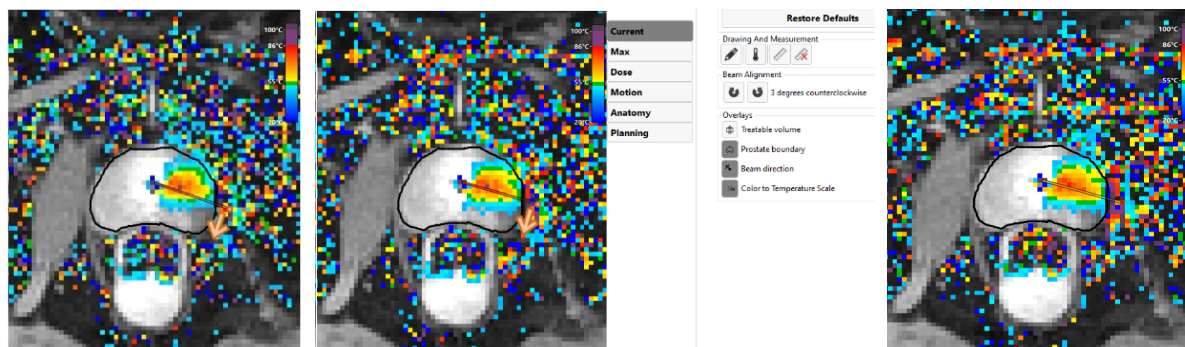 100°C
86°C
55°C
20°C
100°C
86°C
55°C
20°C
Current
Max
Dose
Motion
Anatomy
Planning
Restore Defaults
Drawing And Measurement
Beam Alignment
3 degrees counterclockwise
Overlays
Treatable volume
Prostate boundary
Beam direction
Color to Temperature Scale
100°C
86°C
55°C
20°C